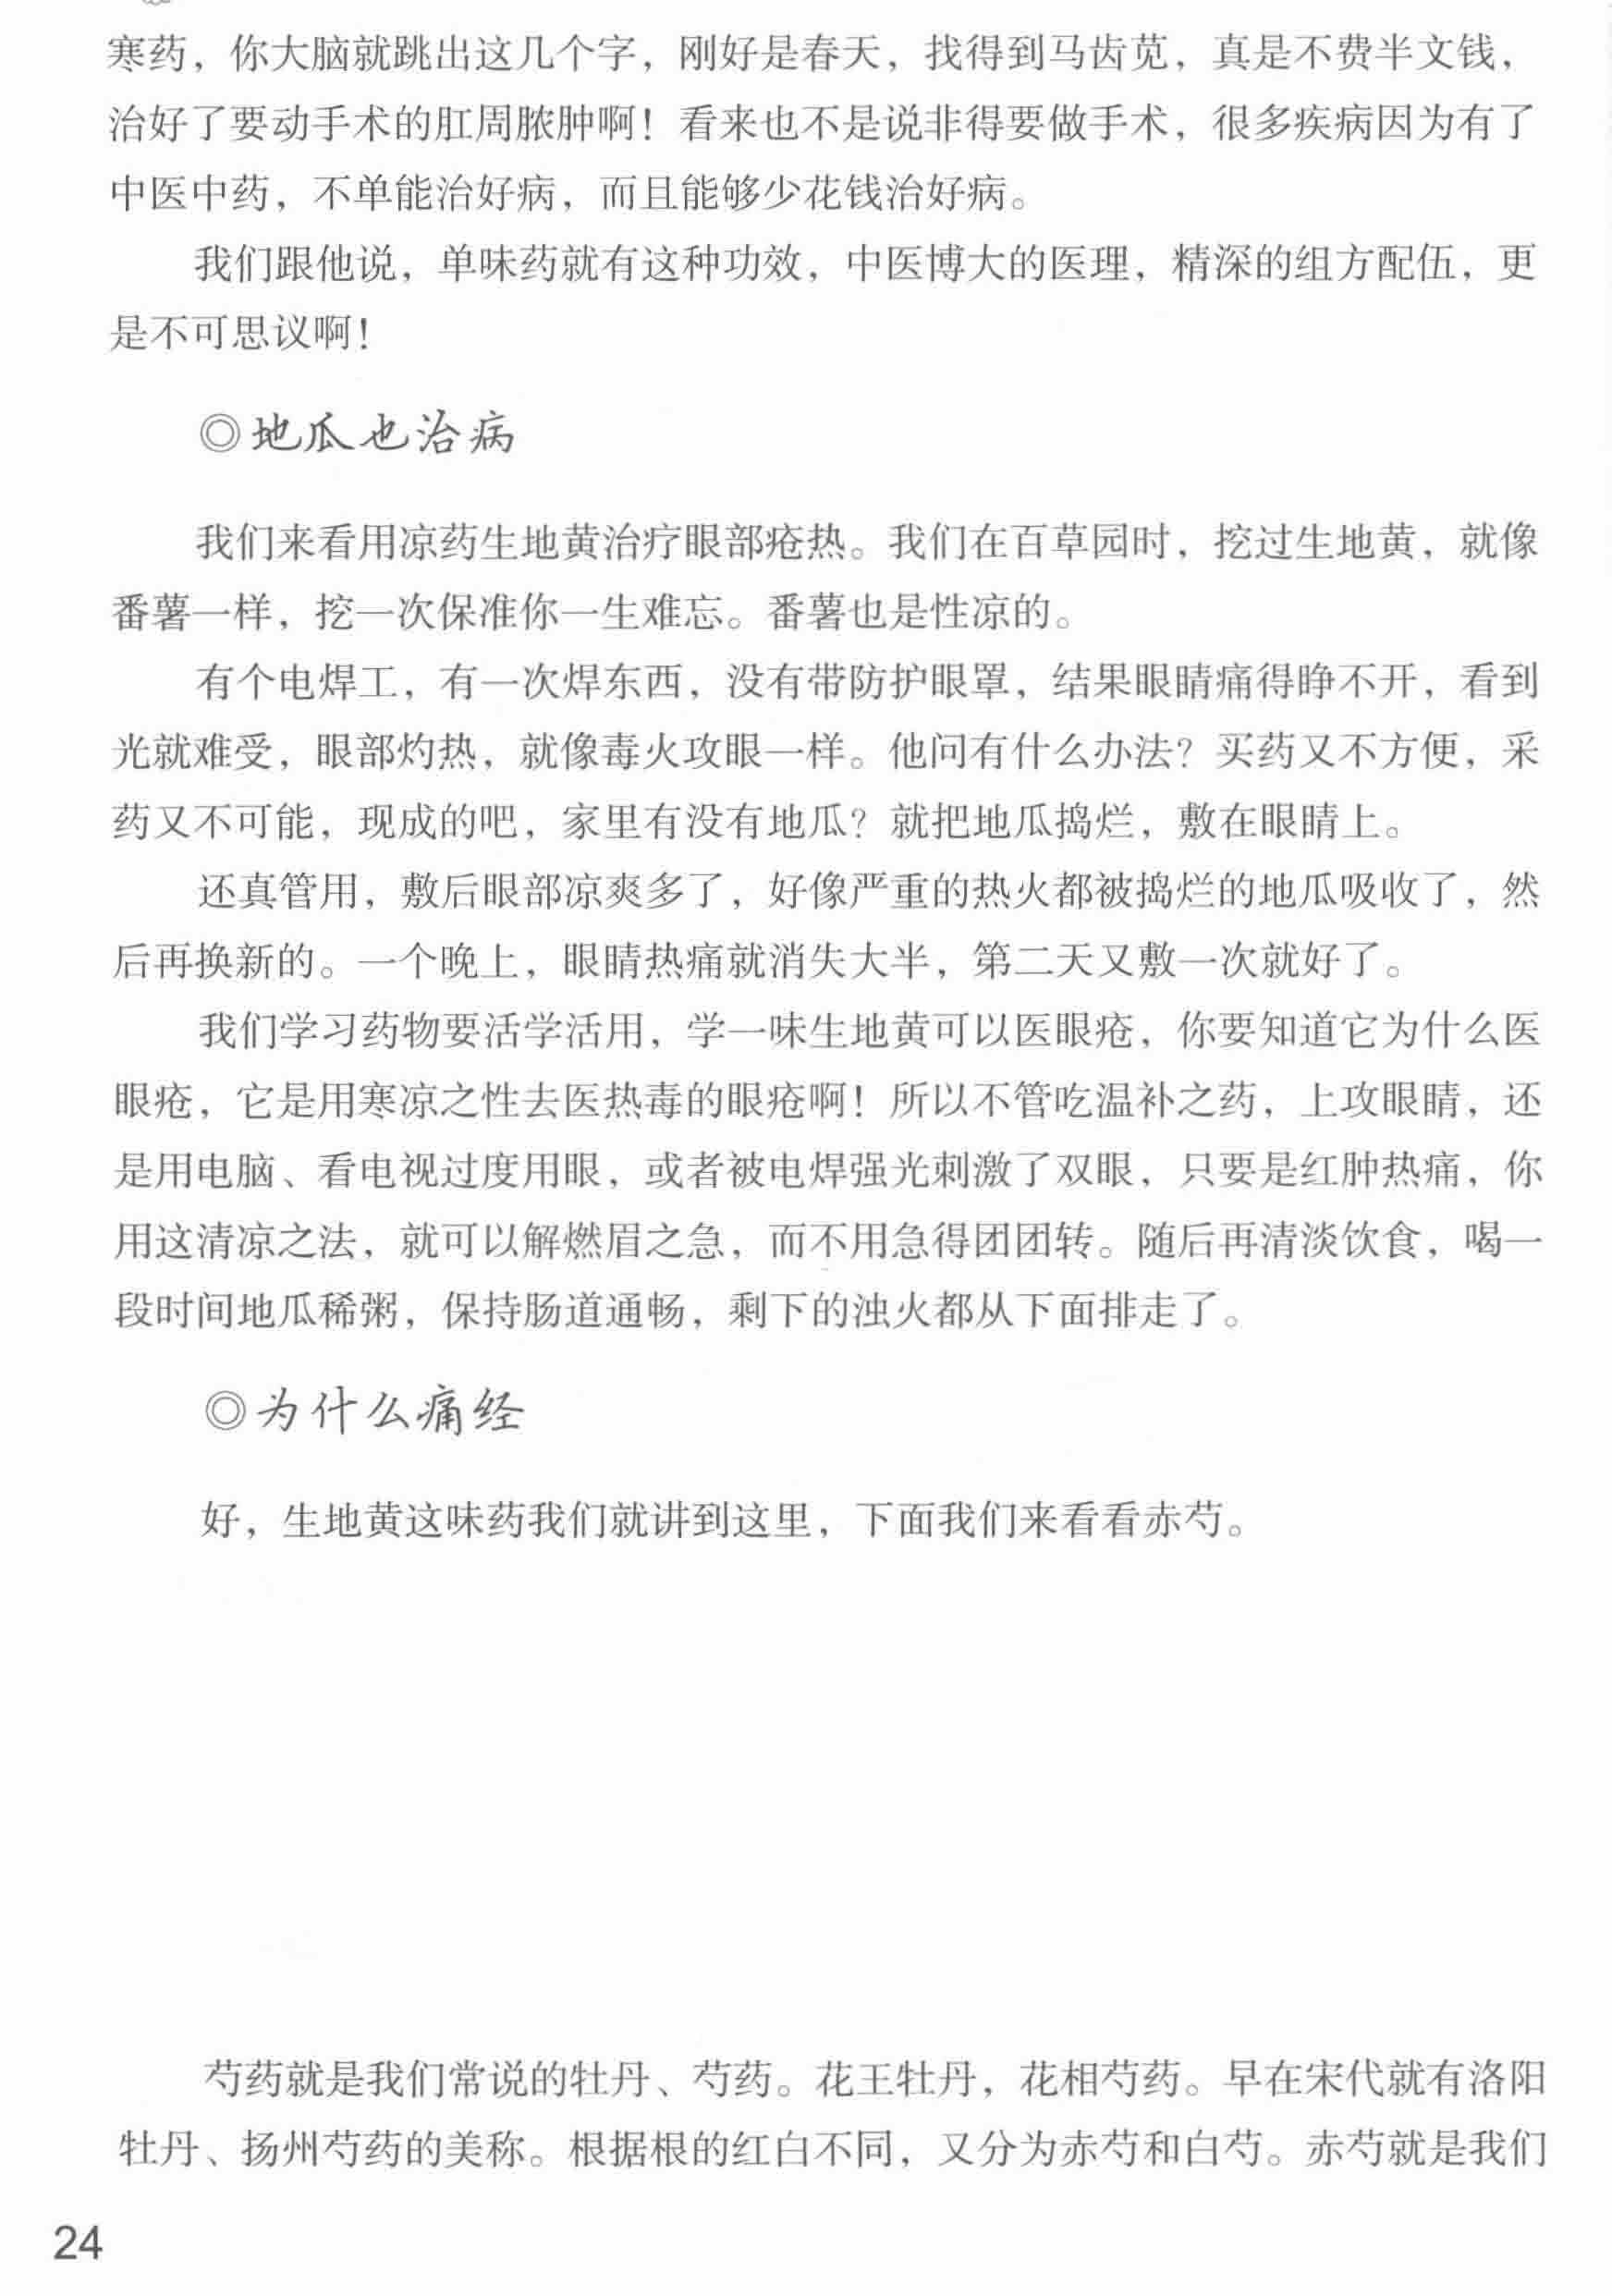 寒药，你大脑就跳出这几个字，刚好是春天，找得到马齿苋，真是不费半文钱，
治好了要动手术的肛周脓肿啊！看来也不是说非得要做手术，很多疾病因为有了
中医中药，不单能治好病，而且能够少花钱治好病。
我们跟他说，单味药就有这种功效，中医博大的医理，精深的组方配伍，更
是不可思议啊！
◎地瓜也治病
我们来看用凉药生地黄治疗眼部疮热。我们在百草园时，挖过生地黄，就像
番薯一样，挖一次保准你一生难忘。番薯也是性凉的。
有个电焊工，有一次焊东西，没有带防护眼罩，结果眼睛痛得睁不开，看到
光就难受，眼部灼热，就像毒火攻眼一样。他问有什么办法？买药又不方便，采
药又不可能，现成的吧，家里有没有地瓜？就把地瓜捣烂，敷在眼睛上。
还真管用，敷后眼部凉爽多了，好像严重的热火都被捣烂的地瓜吸收了，然
后再换新的。一个晚上，眼睛热痛就消失大半，第二天又敷一次就好了。
我们学习药物要活学活用，学一味生地黄可以医眼疮，你要知道它为什么医
眼疮，它是用寒凉之性去医热毒的眼疮啊！所以不管吃温补之药，上攻眼睛，还
是用电脑、看电视过度用眼，或者被电焊强光刺激了双眼，只要是红肿热痛，你
用这清凉之法，就可以解燃眉之急，而不用急得团团转。随后再清淡饮食，喝一
段时间地瓜稀粥，保持肠道通畅，剩下的浊火都从下面排走了。
◎为什么痛经
好，生地黄这味药我们就讲到这里，下面我们来看看赤芍。
芍药就是我们常说的牡丹、芍药。花王牡丹，花相芍药。早在宋代就有洛阳
牡丹、扬州芍药的美称。根据根的红白不同，又分为赤芍和白芍。赤芍就是我们
24